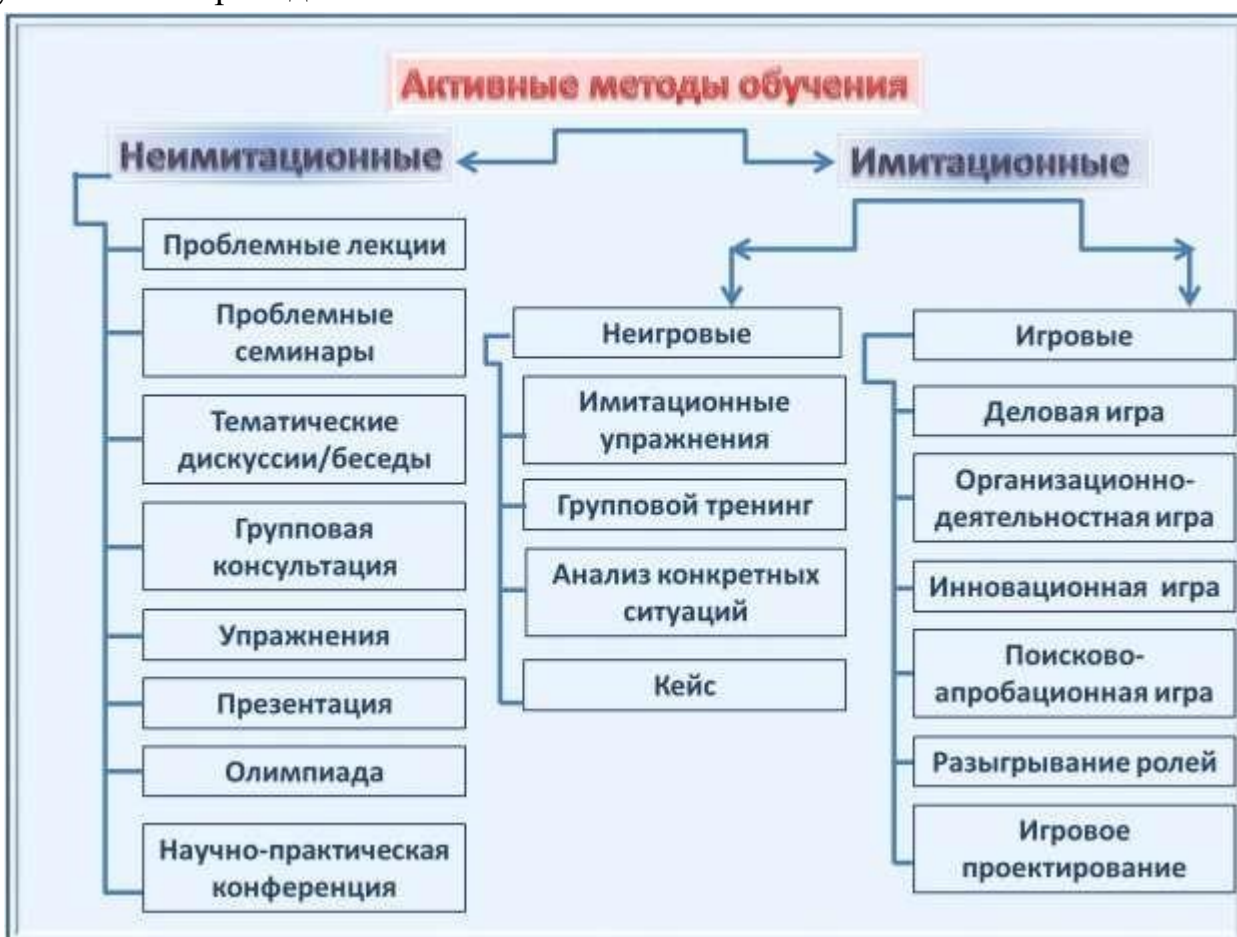 Активные методы обучения
Неимитационные
Имитационные
Проблемные лекции
Проблемные
семинары
Тематические
дискуссии/беседы
Групповая
консультация
Упражнения
Презентация
Олимпиада
Научно-практическая
конференция
Неигровые
Имитационные
упражнения
Групповой тренинг
Анализ конкретных
ситуаций
Кейс
Игровые
Деловая игра
Организационно-
деятельностная игра
Инновационная игра
Поисково-
апробационная игра
Разыгрывание ролей
Игровое
проектирование